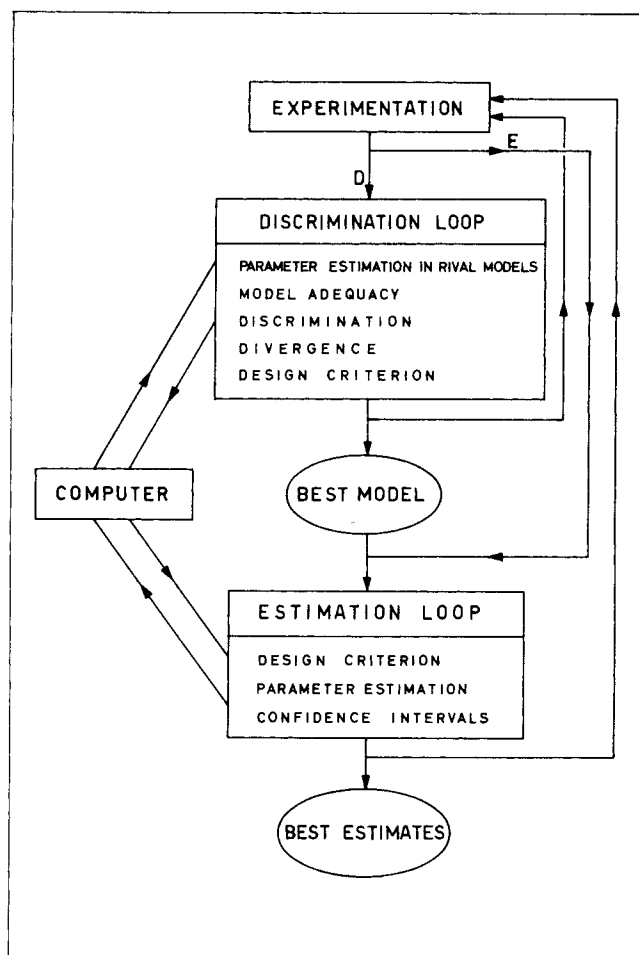 EXPERIMENTATION
E
D
DISCRIMINATION LOOP
PARAMETER ESTIMATION IN RIVAL MODELS
MODEL ADEQUACY
DISCRIMINATION
DIVERGENCE
DESIGN CRITERION
COMPUTER
BEST MODEL
ESTIMATION LOOP
DESIGN CRITERION
PARAMETER ESTIMATION
CONFIDENCE INTERVALS
BEST ESTIMATES